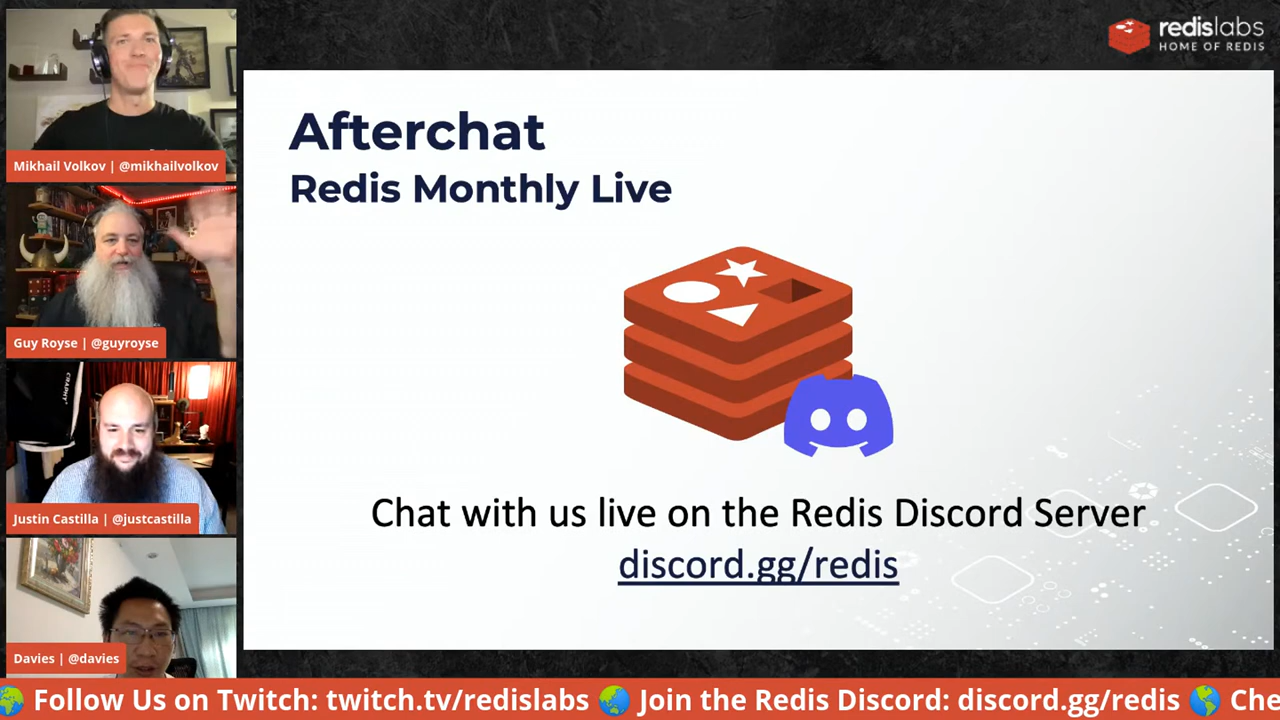 redislabs
HOME OF REDIS
Mikhail Volkov | @mikhailvolkov
Guy Royse | @guyroyse
Justin Castilla | @justcastilla
Davies | @davies
Afterchat
Redis Monthly Live
Chat with us live on the Redis Discord Server
discord.gg/redis
GRAPHY
Follow Us on Twitch: twitch.tv/redislabs 🌏 Join the Redis Discord: discord.gg/redis 🌎 Che